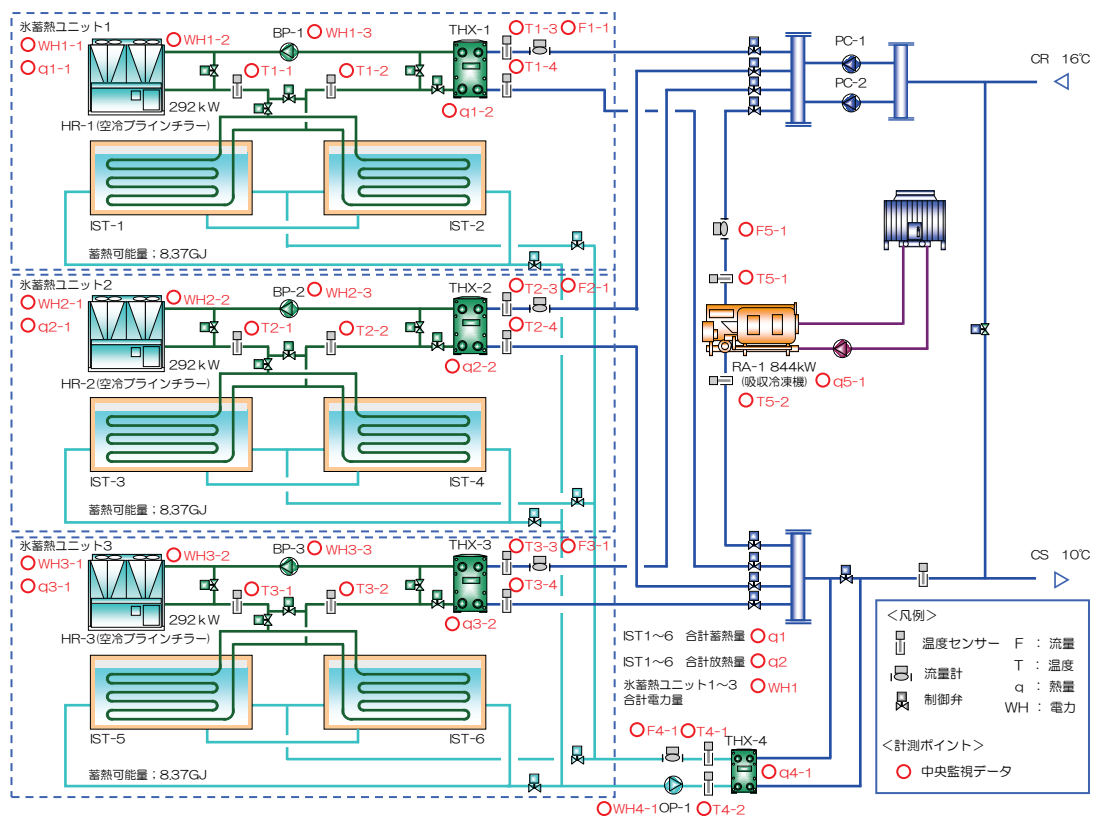 氷蓄熱ユニット1
WH1-1
q1-1
WH1-2
BP-1
WH1-3
THX-1
T1-3
F1-1
T1-4
T1-1
T1-2
q1-2
292kW
HR-1(空冷ブラインチラー)
IST-1
IST-2
蓄熱可能量；8,37GJ
氷蓄熱ユニット2
WH2-1
q2-1
WH2-2
BP-2
WH2-3
THX-2
T2-3
F2-1
T2-4
T2-1
T2-2
q2-2
292kW
HR-2(空冷ブラインチラー)
IST-3
IST-4
蓄熱可能量；8,37GJ
氷蓄熱ユニット3
WH3-1
q3-1
WH3-2
BP-3
WH3-3
THX-3
T3-3
F3-1
T3-4
T3-1
T3-2
q3-2
292kW
HR-3(空冷ブラインチラー)
IST-5
IST-6
蓄熱可能量；8,37GJ
PC-1
PC-2
CR 16℃
F5-1
T5-1
RA-1 844kW
(吸収冷凍機)
q5-1
T5-2
CS 10℃
IST1～6 合計蓄熱量 q1
IST1～6 合計放熱量 q2
氷蓄熱ユニット1～3
合計電力量
WH1
F4-1
T4-1
THX-4
q4-1
WH4-1
OP-1
T4-2
＜凡例＞
温度センサー
流量計
制御弁
F ： 流量
T ： 温度
q ： 熱量
WH ： 電力
＜計測ポイント＞
中央監視データ